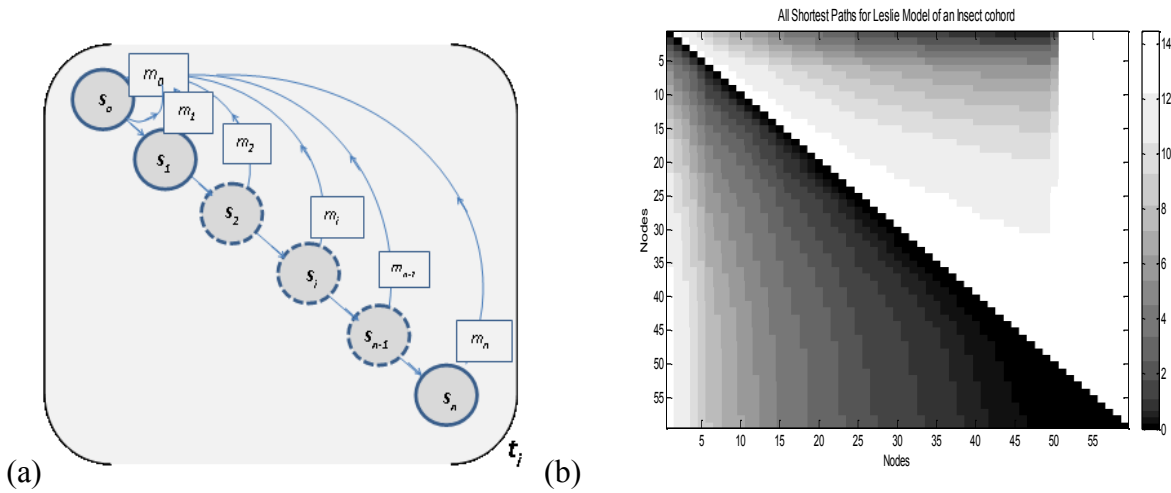 m0
s0
m1
s1
m2
s2
mi
si
mn-1
sn-1
mn
sn
ti
(a)
All Shortest Paths for Leslie Model of an Insect cohord
Nodes
5
10
15
20
25
30
35
40
45
50
55
5 10 15 20 25 30 35 40 45 50 55
Nodes
14
12
10
8
6
4
2
0
(b)